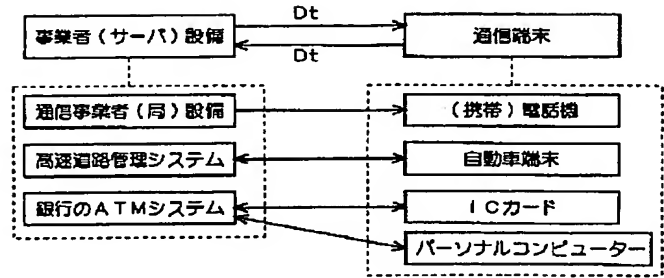 Dt
事業者(サーバ)設備
通信端末
Dt
通信事業者(局)設備
(携帯)電話機
高速道路管理システム
自動車端末
銀行のATMシステム
ICカード
パーソナルコンピューター